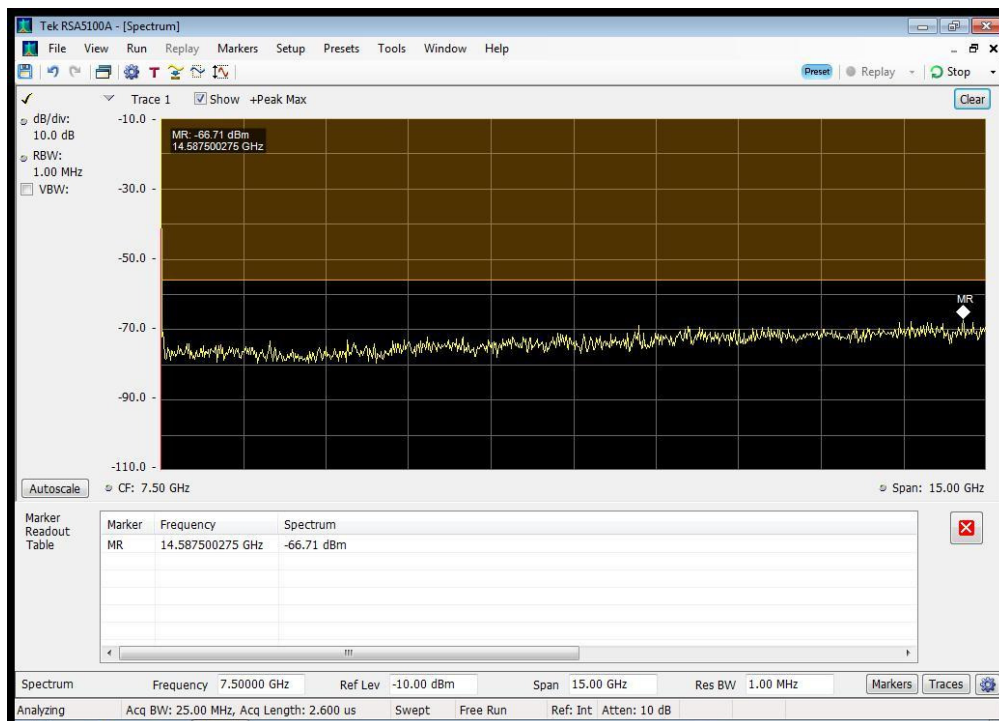 Tek RSA5100A - [Spectrum]
File View Run Replay Markers Setup Presets Tools Window Help
T Preset Replay Stop
Trace 1 Show +Peak Max Clear
dB/div:
10.0 dB
RBW:
1.00 MHz
VBW:
-10.0
MR: -66.71 dBm
14.587500275 GHz
-30.0
-50.0
MR
-70.0
-90.0
-110.0
Autoscale CF: 7.50 GHz Span: 15.00 GHz
Marker Readout Table
Marker Frequency Spectrum
MR 14.587500275 GHz -66.71 dBm
Spectrum Frequency 7.50000 GHz Ref Lev -10.00 dBm Span 15.00 GHz Res BW 1.00 MHz Markers Traces
Analyzing Acq BW: 25.00 MHz, Acq Length: 2.600 us Swept Free Run Ref: Int Atten: 10 dB